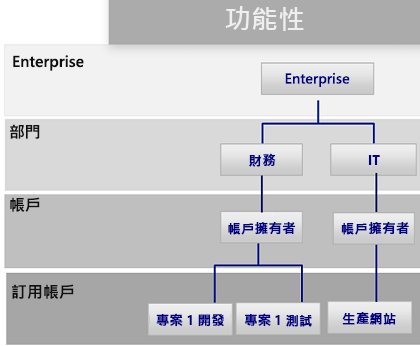 功能性
Enterprise
Enterprise
部門
財務
IT
帳戶
帳戶擁有者
帳戶擁有者
訂用帳戶
專案 1 開發
專案 1 測試
生產網站